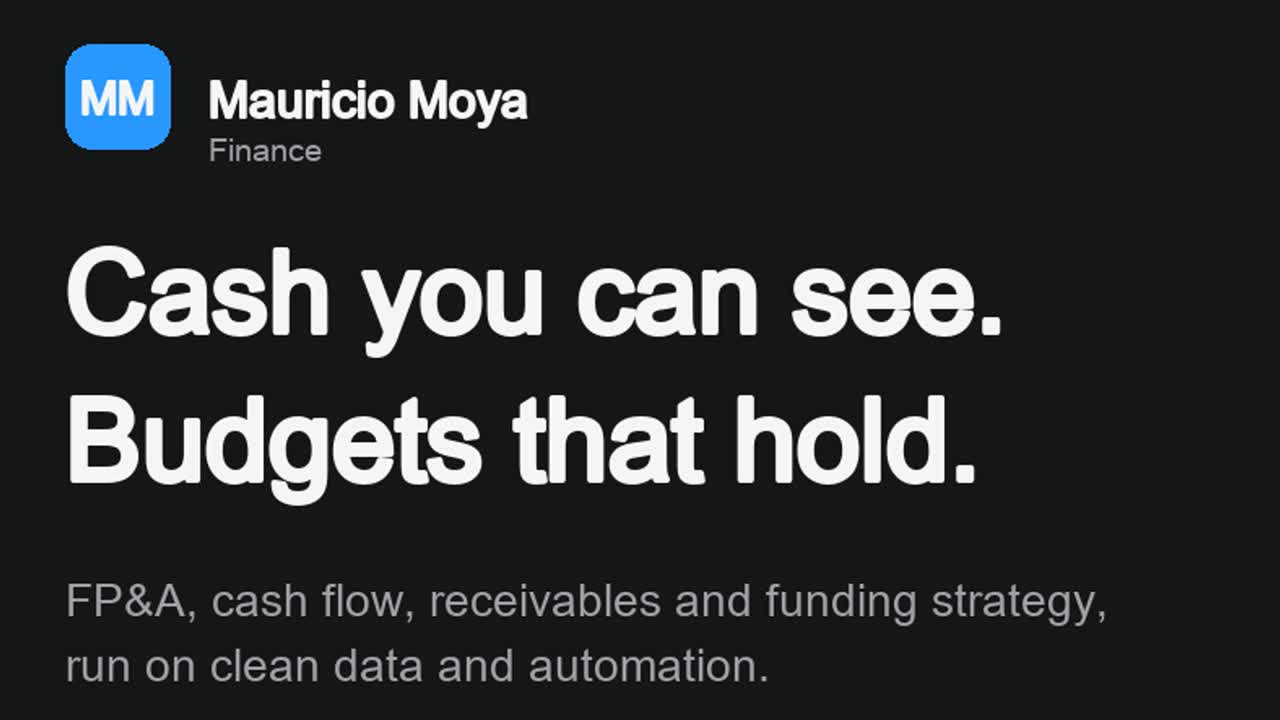 MM
Mauricio Moya
Finance
Cash you can see.
Budgets that hold.
FP&A, cash flow, receivables and funding strategy,
run on clean data and automation.